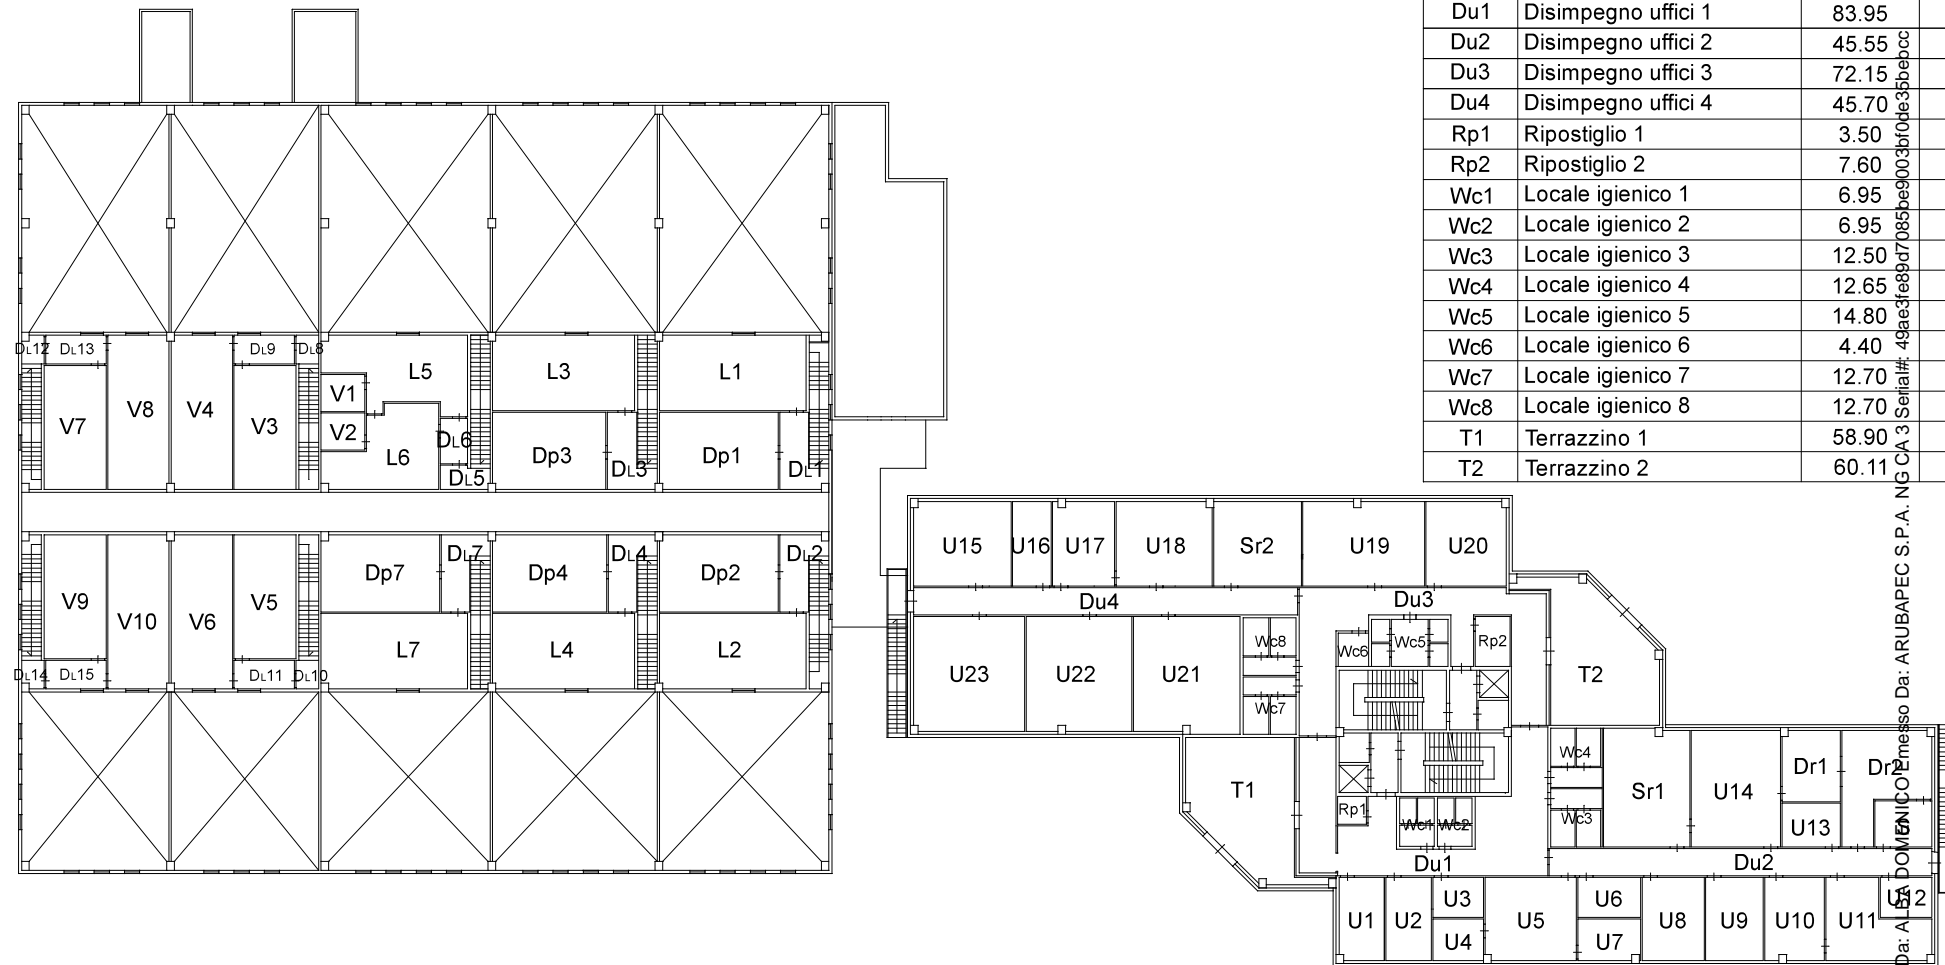 Du1 Disimpegno uffici 1 83.95
Du2 Disimpegno uffici 2 45.55
Du3 Disimpegno uffici 3 72.15
Du4 Disimpegno uffici 4 45.70
Rp1 Ripostiglio 1 3.50
Rp2 Ripostiglio 2 7.60
Wc1 Locale igienico 1 6.95
Wc2 Locale igienico 2 6.95
Wc3 Locale igienico 3 12.50
Wc4 Locale igienico 4 12.65
Wc5 Locale igienico 5 14.80
Wc6 Locale igienico 6 4.40
Wc7 Locale igienico 7 12.70
Wc8 Locale igienico 8 12.70
T1 Terrazzino 1 58.90
T2 Terrazzino 2 60.11
DL12 DL13 DL9 DL8
L5 L3 L1
V1
V8 V4
V7 V3
V2
DL6
L6 Dp3 Dp1
DL3 DL1
DL5
DL7 DL4 DL2
Dp7 Dp4 Dp2
V9 V5
V10 V6
L7 L4 L2
DL14 DL15 DL11 DL10
U15 U16 U17 U18 Sr2 U19 U20
Du4 Du3
Wc8 Wc5 Rp2
Wc6
U23 U22 U21 T2
Wc7
Wc4
Dr1 Dr2
T1 Sr1 U14
Rp1
Wc3
Wc1 Wc2
U13
Du1 Du2
U3 U6 U12
U1 U2 U5 U8 U9 U10 U11
U4 U7
Da: ALBA DOMENICO Emesso Da: ARUBAPEC S.P.A. NG CA 3 Serial#: 49ae3fe89d7085be9003bf0de35bebcc